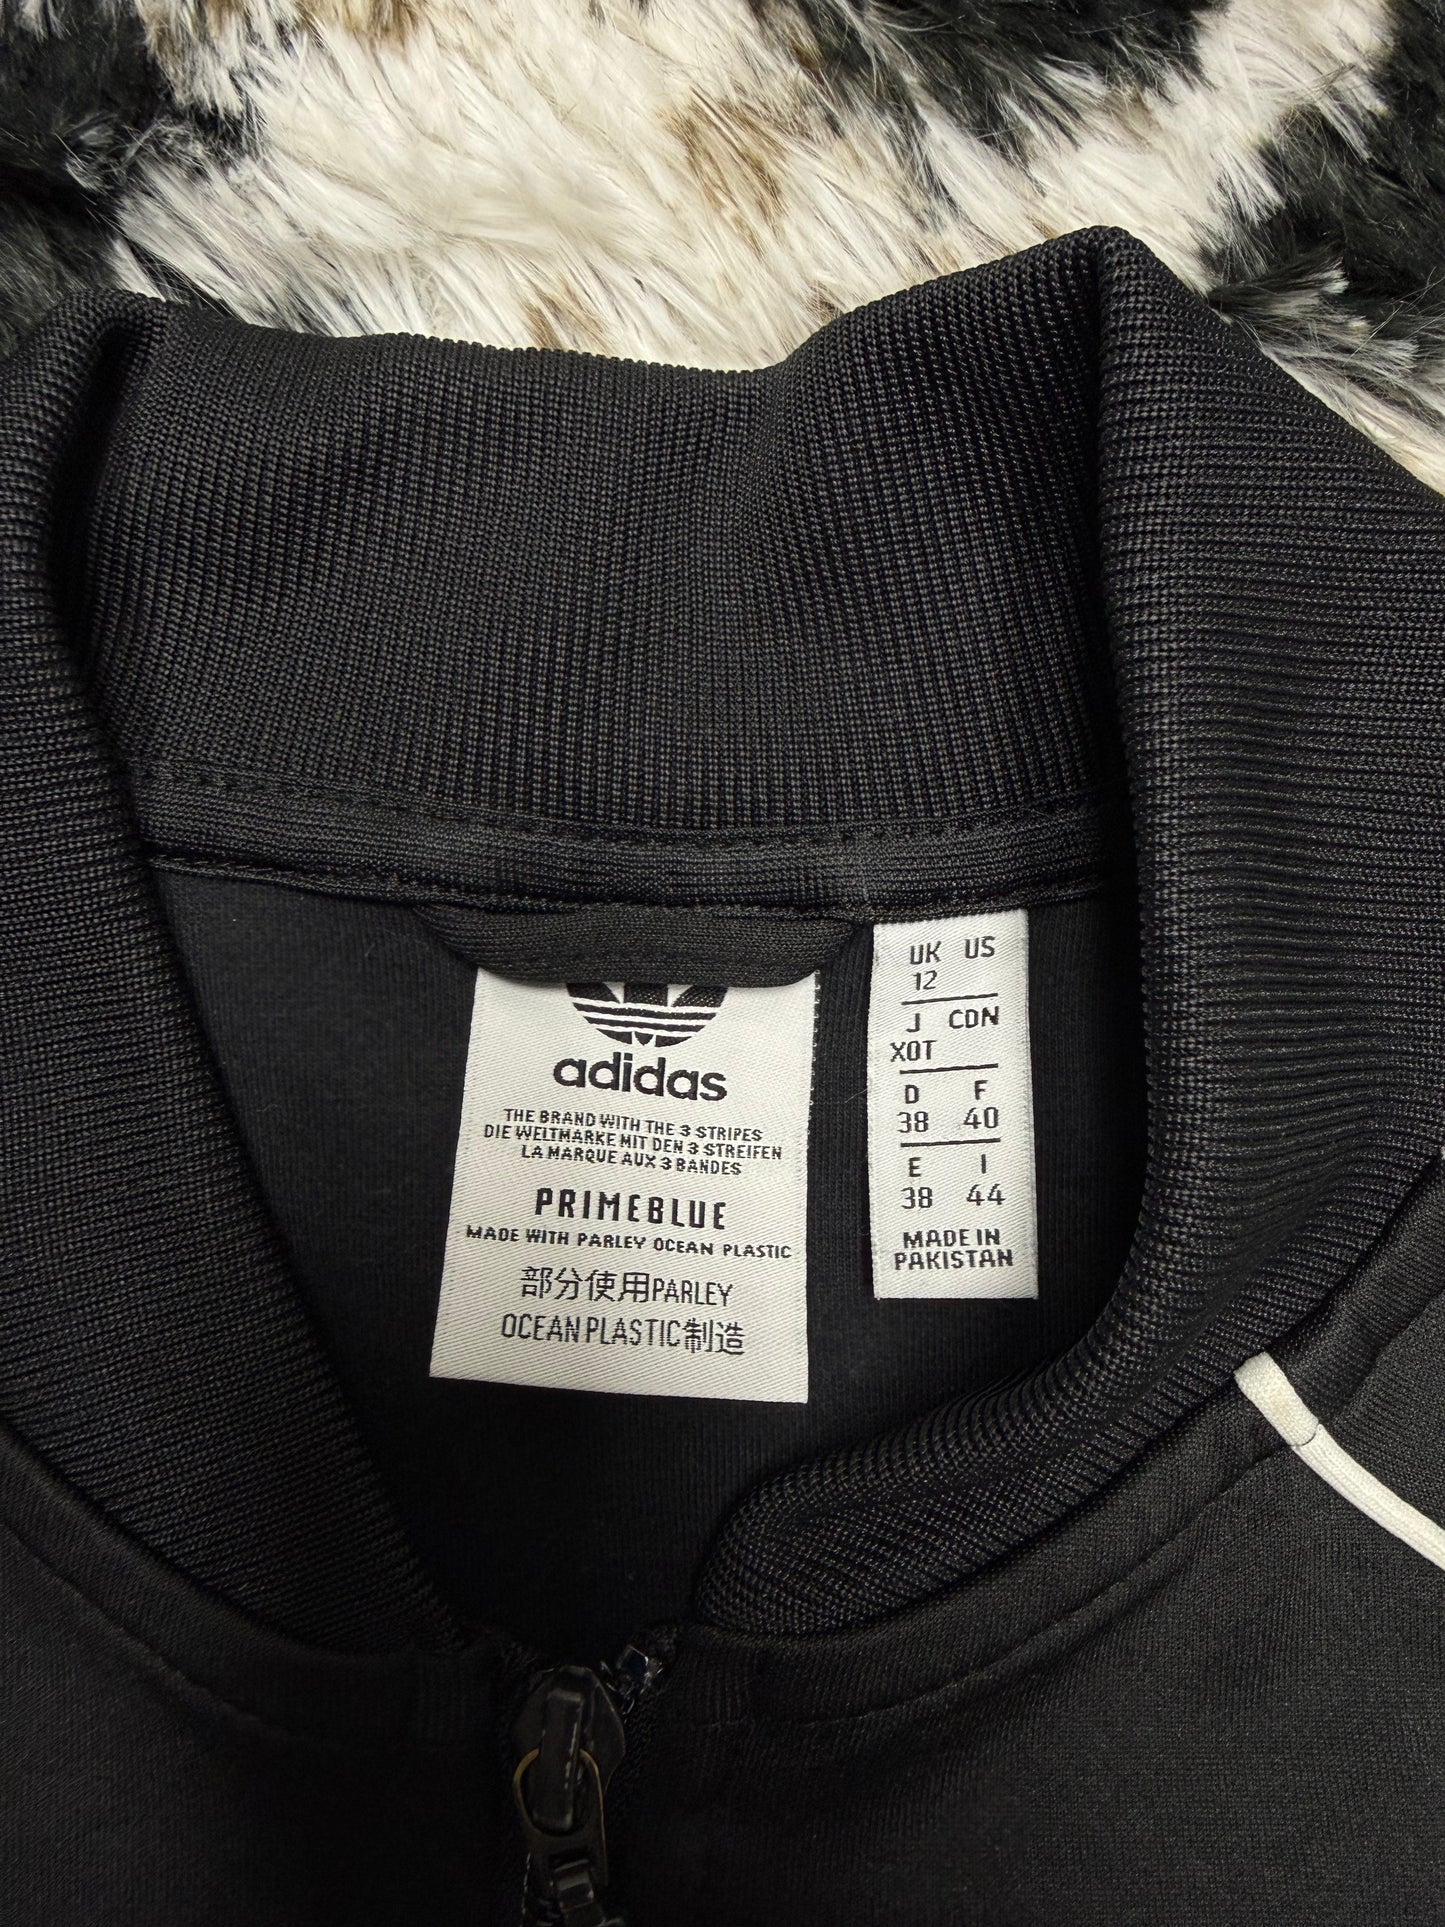 adidas
THE BRAND WITH THE 3 STRIPES
DIE WELTMARKE MIT DEN 3 STREIFEN
LA MARQUE AUX 3 BANDES
PRIMEBLUE
MADE WITH PARLEY OCEAN PLASTIC
部分使用PARLEY
OCEAN PLASTIC制造
UK US
12
J CDN
XOT
D F
38 40
E I
38 44
MADE IN
PAKISTAN